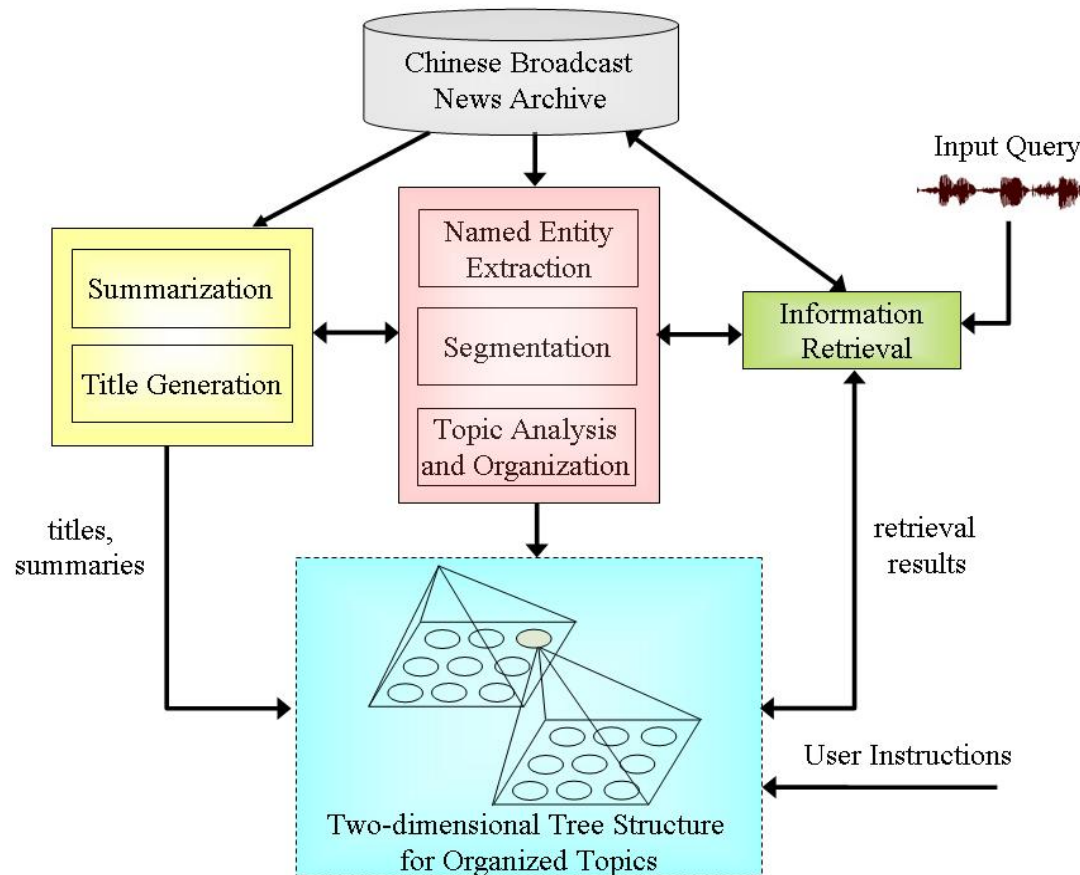 Chinese Broadcast
News Archive
Input Query
Named Entity
Extraction
Summarization
Information
Retrieval
Segmentation
Title Generation
Topic Analysis
and Organization
titles,
summaries
retrieval
results
User Instructions
Two-dimensional Tree Structure
for Organized Topics